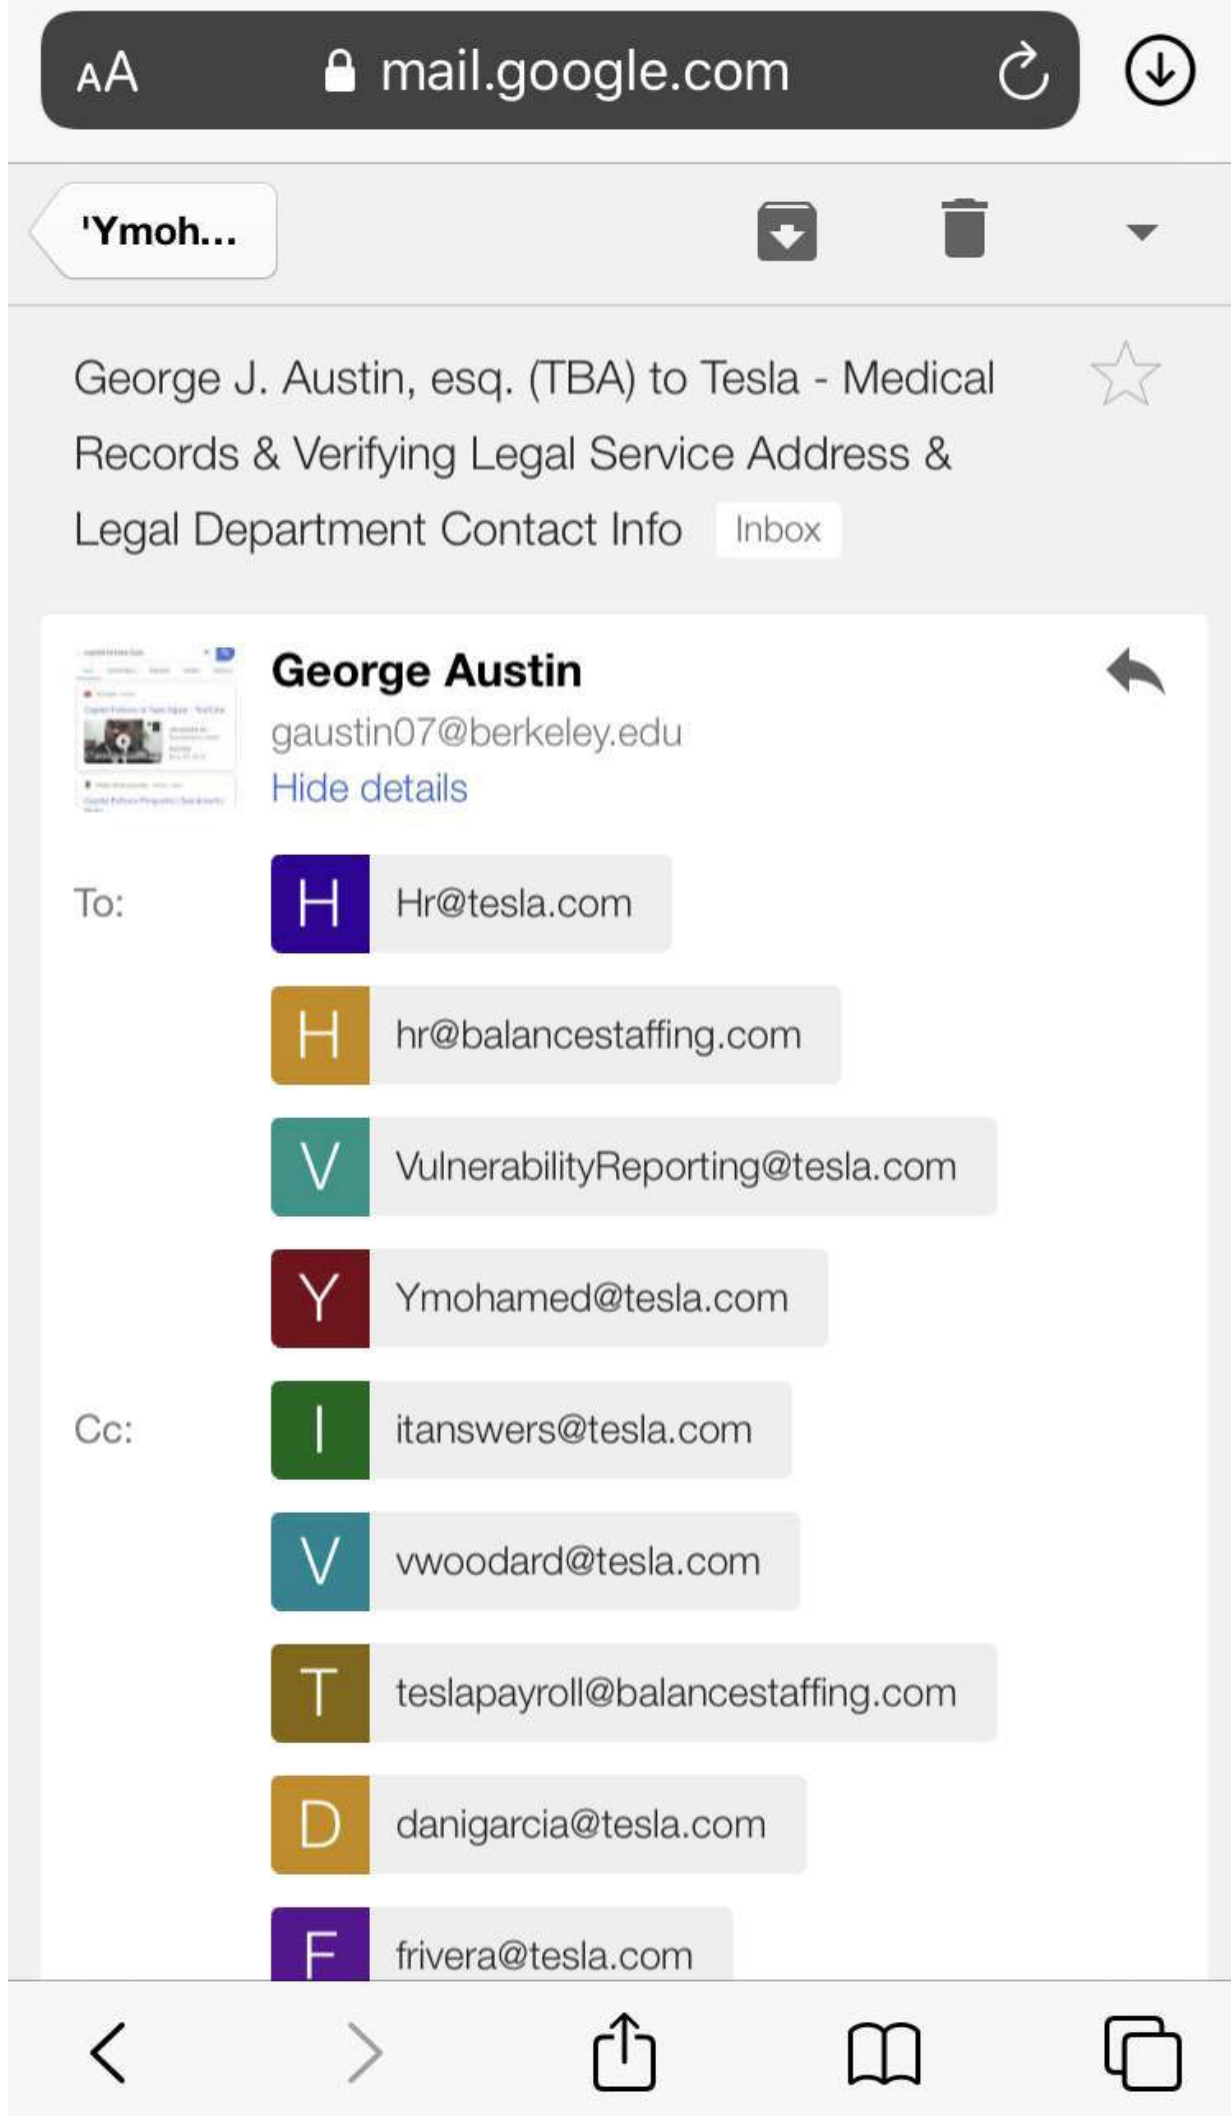 AA mail.google.com
'Ymoh...
George J. Austin, esq. (TBA) to Tesla - Medical
Records & Verifying Legal Service Address &
Legal Department Contact Info Inbox
George Austin
gaustin07@berkeley.edu
Hide details
To: H Hr@tesla.com
H hr@balancestaffing.com
V VulnerabilityReporting@tesla.com
Y Ymohamed@tesla.com
Cc: I itanswers@tesla.com
V vwoodard@tesla.com
T teslapayroll@balancestaffing.com
D danigarcia@tesla.com
F frivera@tesla.com